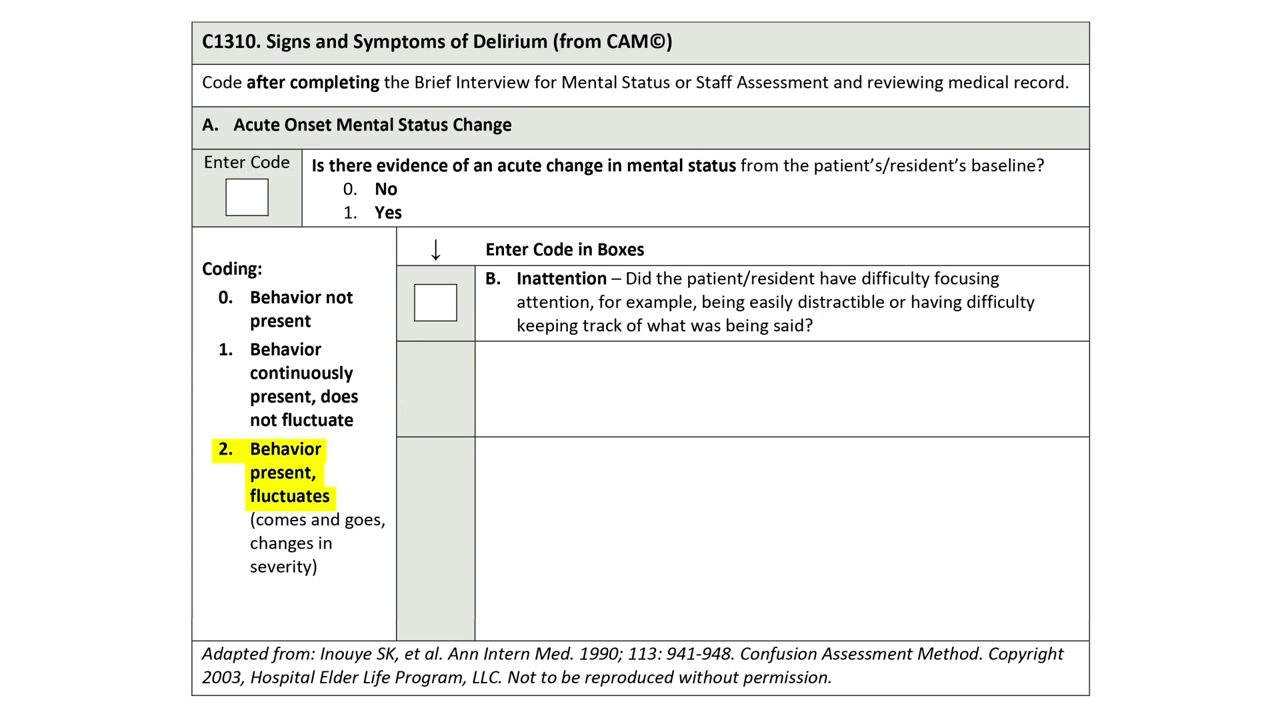 C1310. Signs and Symptoms of Delirium (from CAM©)
Code after completing the Brief Interview for Mental Status or Staff Assessment and reviewing medical record.
A. Acute Onset Mental Status Change
Enter Code
Is there evidence of an acute change in mental status from the patient’s/resident’s baseline?
0. No
1. Yes
Coding:
0. Behavior not
present
1. Behavior
continuously
present, does
not fluctuate
2. Behavior
present,
fluctuates
(comes and goes,
changes in
severity)
↓ Enter Code in Boxes
B. Inattention – Did the patient/resident have difficulty focusing
attention, for example, being easily distractible or having difficulty
keeping track of what was being said?
Adapted from: Inouye SK, et al. Ann Intern Med. 1990; 113: 941-948. Confusion Assessment Method. Copyright
2003, Hospital Elder Life Program, LLC. Not to be reproduced without permission.